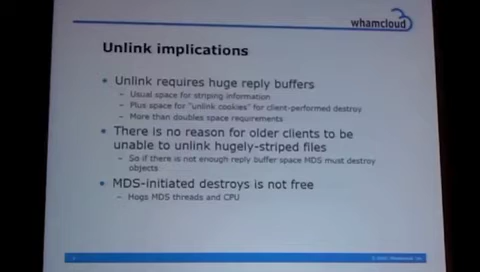 whamcloud
Unlink implications
• Unlink requires huge reply buffers
– Usual space for striping information
– Plus space for "unlink cookies" for client-performed destroy
– More than doubles space requirements
• There is no reason for older clients to be
unable to unlink hugely-striped files
– So if there is not enough reply buffer space MDS must destroy
objects
• MDS-initiated destroys is not free
– Hogs MDS threads and CPU